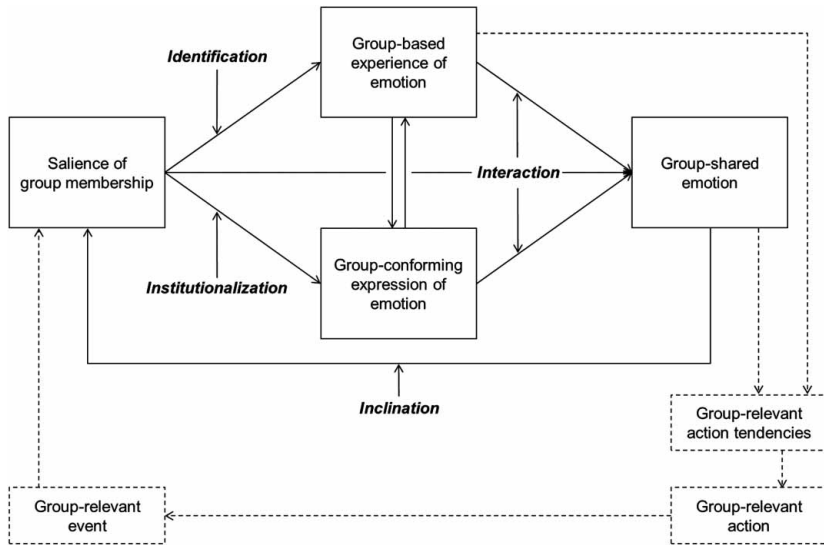 Group-based
experience of
emotion
Identification
Salience of
group membership
Interaction
Group-shared
emotion
Group-conforming
expression of
emotion
Institutionalization
Inclination
Group-relevant
action tendencies
Group-relevant
event
Group-relevant
action